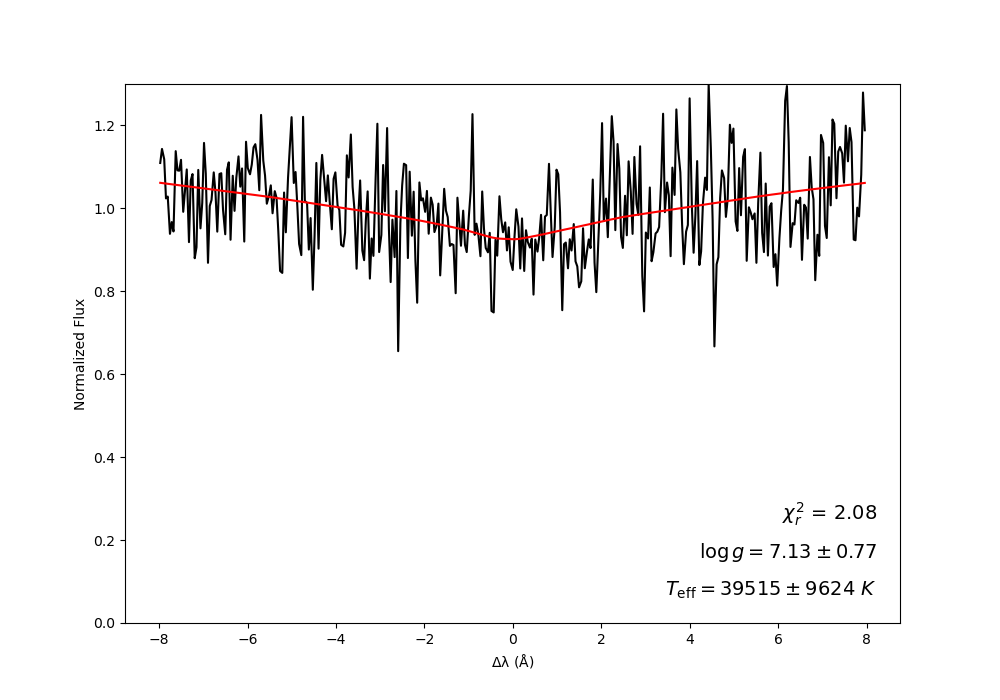 Normalized Flux
1.2
1.0
0.8
0.6
0.4
0.2
0.0
χ²ᵣ = 2.08
log g = 7.13 ± 0.77
T_eff = 39515 ± 9624 K
−8 −6 −4 −2 0 2 4 6 8
Δλ (Å)